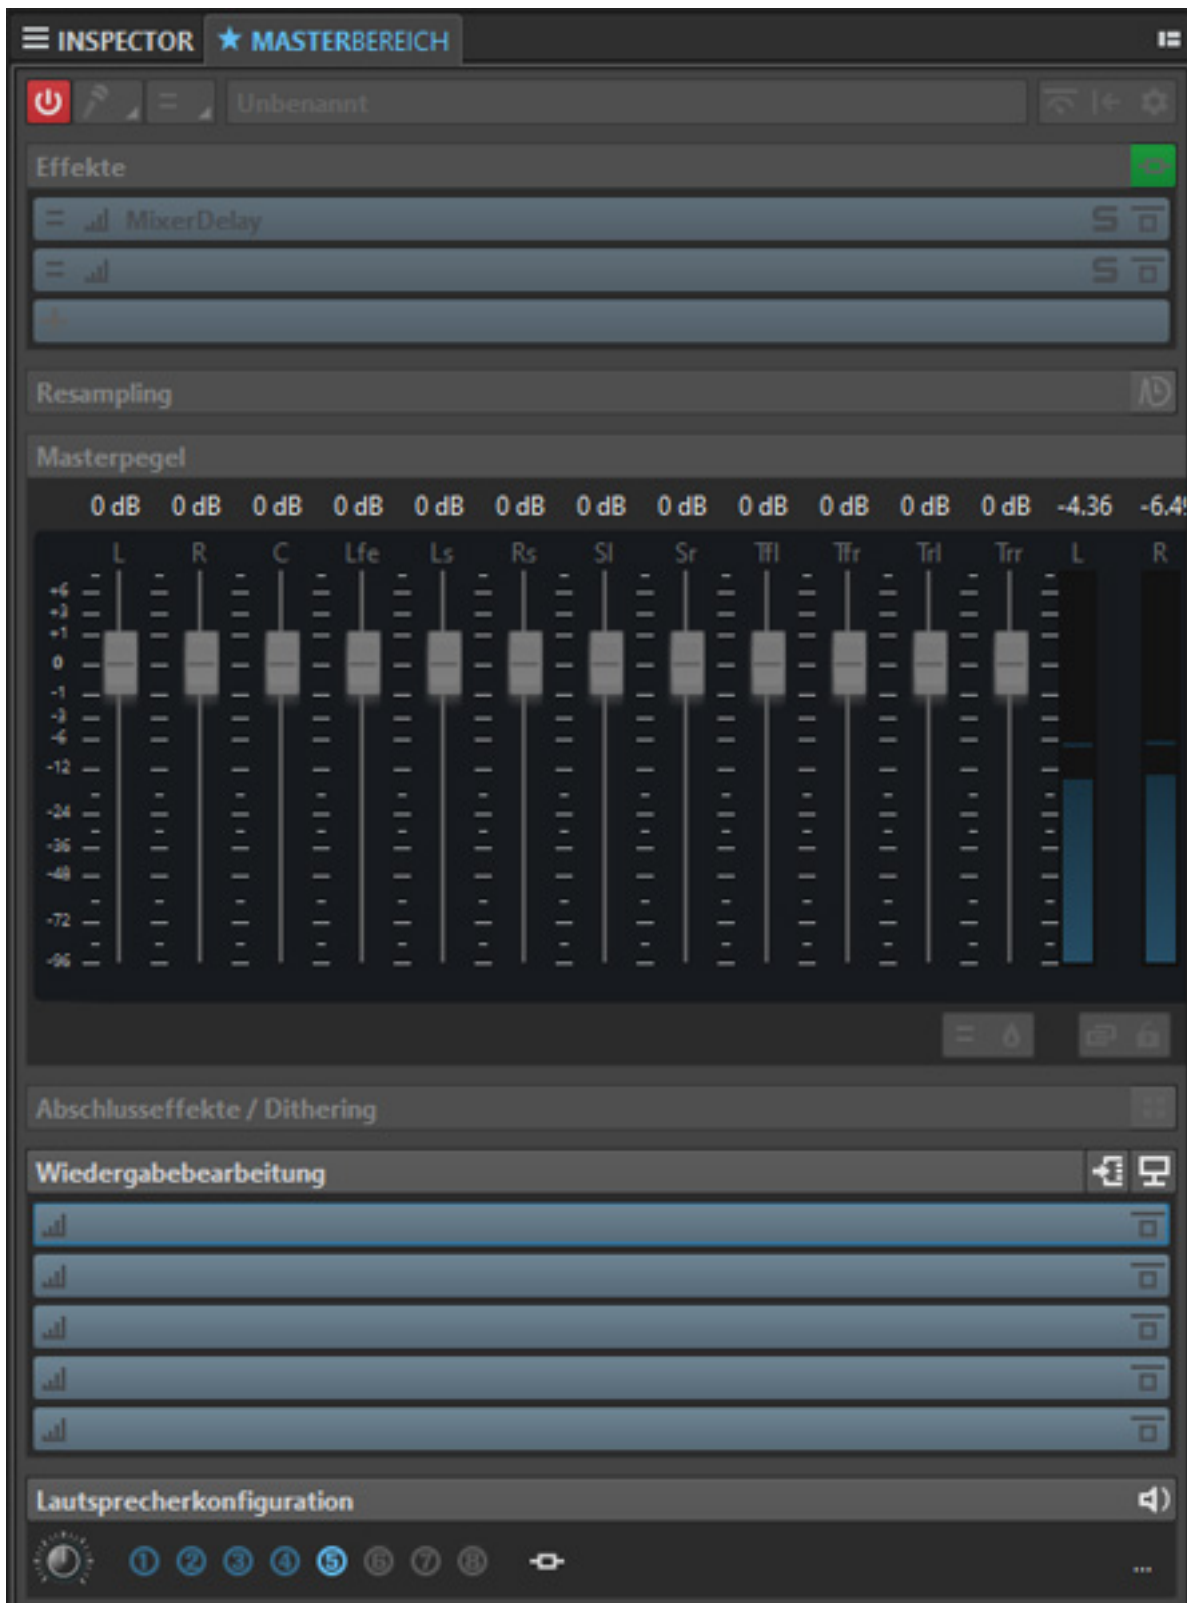 INSPECTOR MASTERBEREICH
Unbenannt
Effekte
MixerDelay
S
S
Resampling
Masterpegel
0 dB 0 dB 0 dB 0 dB 0 dB 0 dB 0 dB 0 dB 0 dB 0 dB 0 dB 0 dB -4.36 -6.49
L R C Lfe Ls Rs Sl Sr Tfl Tfr Trl Trr L R
+6
+3
+1
0
-1
-3
-6
-12
-24
-36
-48
-72
-96
Abschlusseffekte / Dithering
Wiedergabebearbeitung
Lautsprecherkonfiguration
1 2 3 4 5 6 7 8 ...